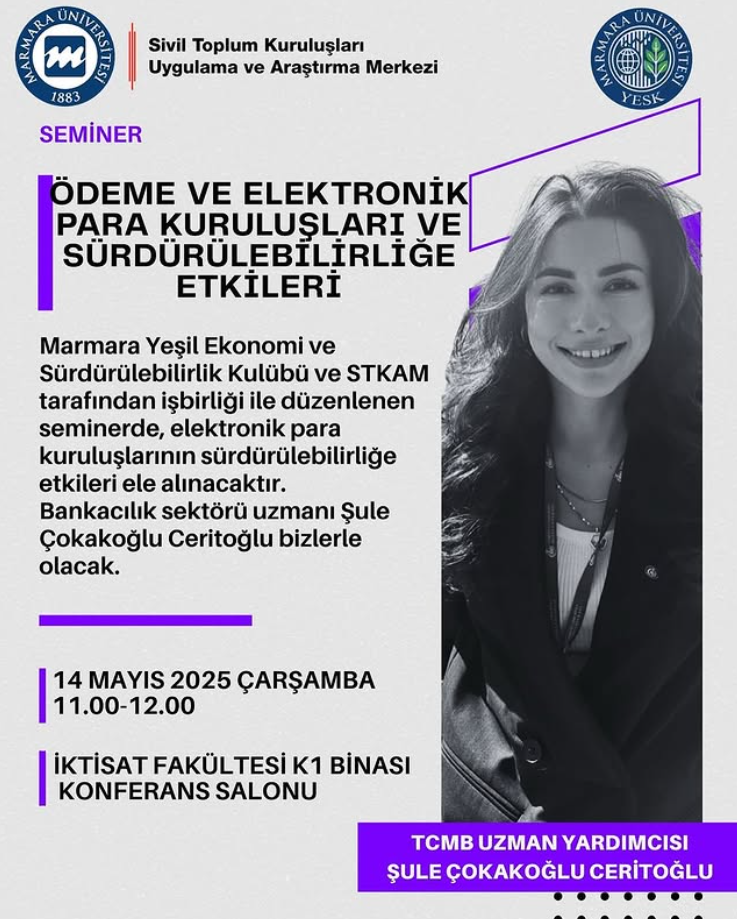 MARMARA ÜNİVERSİTESİ
1883
Sivil Toplum Kuruluşları
Uygulama ve Araştırma Merkezi
MARMARA ÜNİVERSİTESİ
YESK
SEMİNER
ÖDEME VE ELEKTRONİK
PARA KURULUŞLARI VE
SÜRDÜRÜLEBİLİRLİĞE
ETKİLERİ
Marmara Yeşil Ekonomi ve
Sürdürülebilirlik Kulübü ve STKAM
tarafından işbirliği ile düzenlenen
seminerde, elektronik para
kuruluşlarının sürdürülebilirliğe
etkileri ele alınacaktır.
Bankacılık sektörü uzmanı Şule
Çokakoğlu Ceritoğlu bizlerle
olacak.
14 MAYIS 2025 ÇARŞAMBA
11.00-12.00
İKTİSAT FAKÜLTESİ K1 BİNASI
KONFERANS SALONU
TCMB UZMAN YARDIMCISI
ŞULE ÇOKAKOĞLU CERİTOĞLU